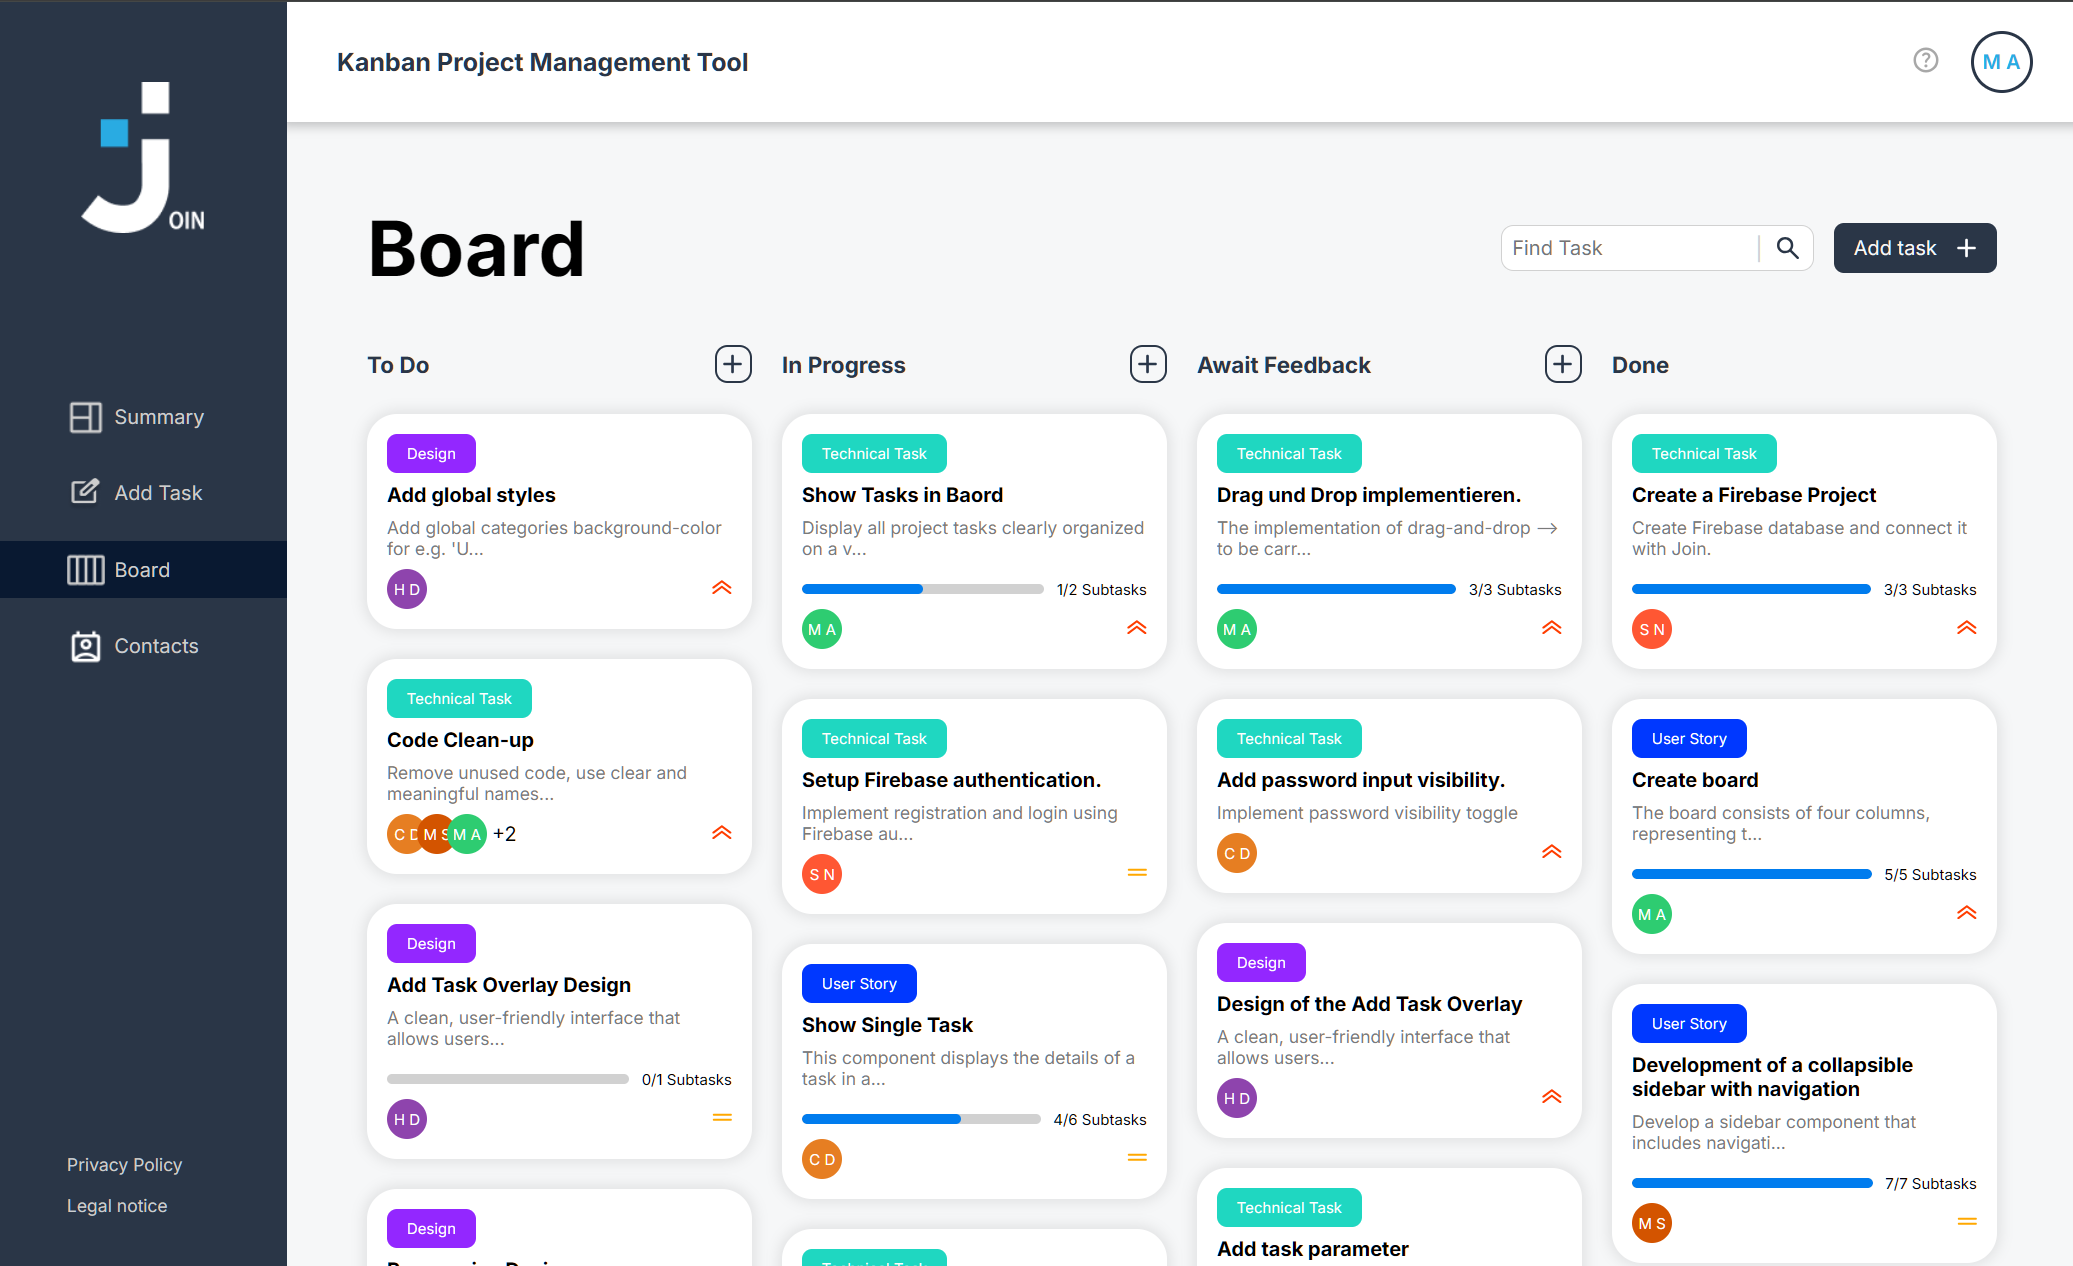 OIN
Summary
Add Task
Board
Contacts
Privacy Policy
Legal notice
Kanban Project Management Tool
?
M A
Board
Find Task
Add task
To Do
Design
Add global styles
Add global categories background-color
for e.g. 'U...
H D
Technical Task
Code Clean-up
Remove unused code, use clear and
meaningful names...
C D M S M A +2
Design
Add Task Overlay Design
A clean, user-friendly interface that
allows users...
0/1 Subtasks
H D
Design
In Progress
Technical Task
Show Tasks in Baord
Display all project tasks clearly organized
on a v...
1/2 Subtasks
M A
Technical Task
Setup Firebase authentication.
Implement registration and login using
Firebase au...
S N
User Story
Show Single Task
This component displays the details of a
task in a...
4/6 Subtasks
C D
Technical Task
Await Feedback
Technical Task
Drag und Drop implementieren.
The implementation of drag-and-drop -->
to be carr...
3/3 Subtasks
M A
Technical Task
Add password input visibility.
Implement password visibility toggle
C D
Design
Design of the Add Task Overlay
A clean, user-friendly interface that
allows users...
H D
Technical Task
Add task parameter
Done
Technical Task
Create a Firebase Project
Create Firebase database and connect it
with Join.
3/3 Subtasks
S N
User Story
Create board
The board consists of four columns,
representing t...
5/5 Subtasks
M A
User Story
Development of a collapsible
sidebar with navigation
Develop a sidebar component that
includes navigati...
7/7 Subtasks
M S